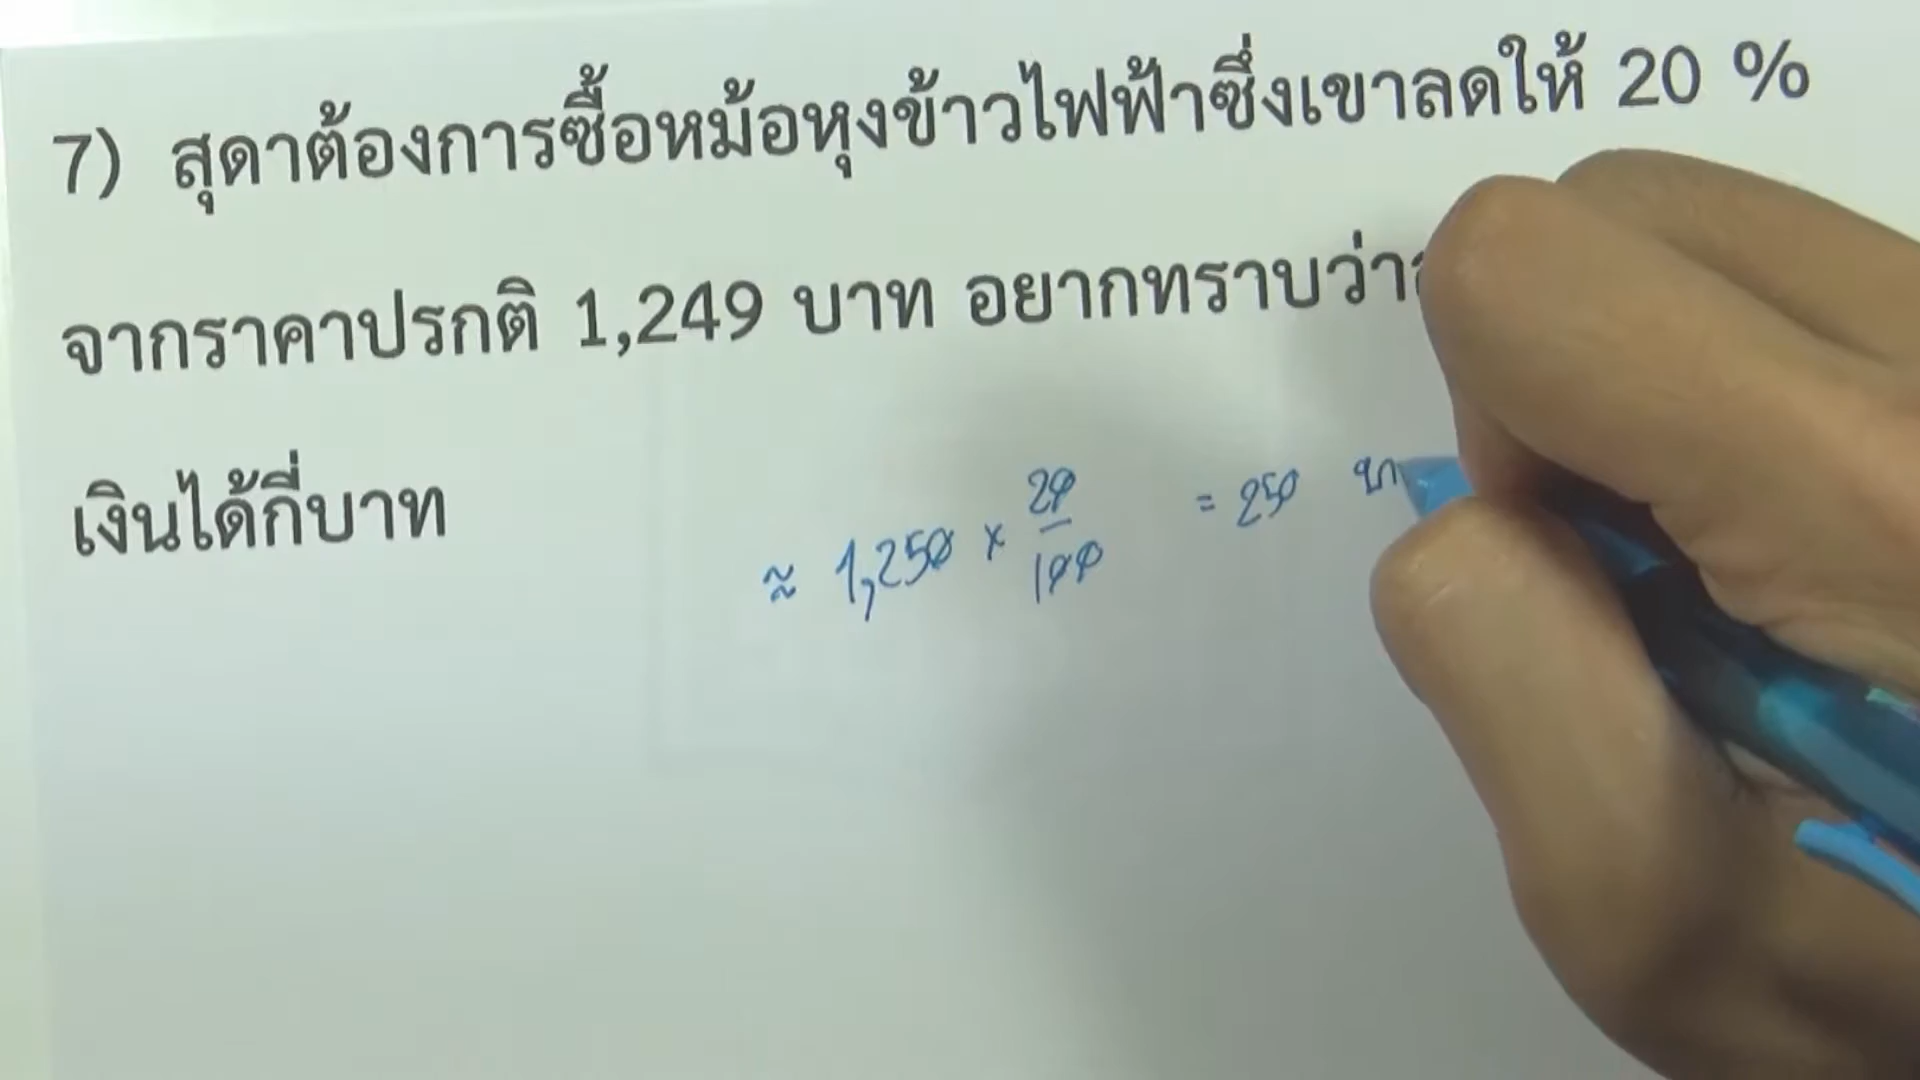 7) สุดาต้องการซื้อหม้อหุงข้าวไฟฟ้าซึ่งเขาลดให้ 20 %
จากราคาปรกติ 1,249 บาท อยากทราบว่า
เงินได้กี่บาท
≈ 1,250 × 20/100 = 250